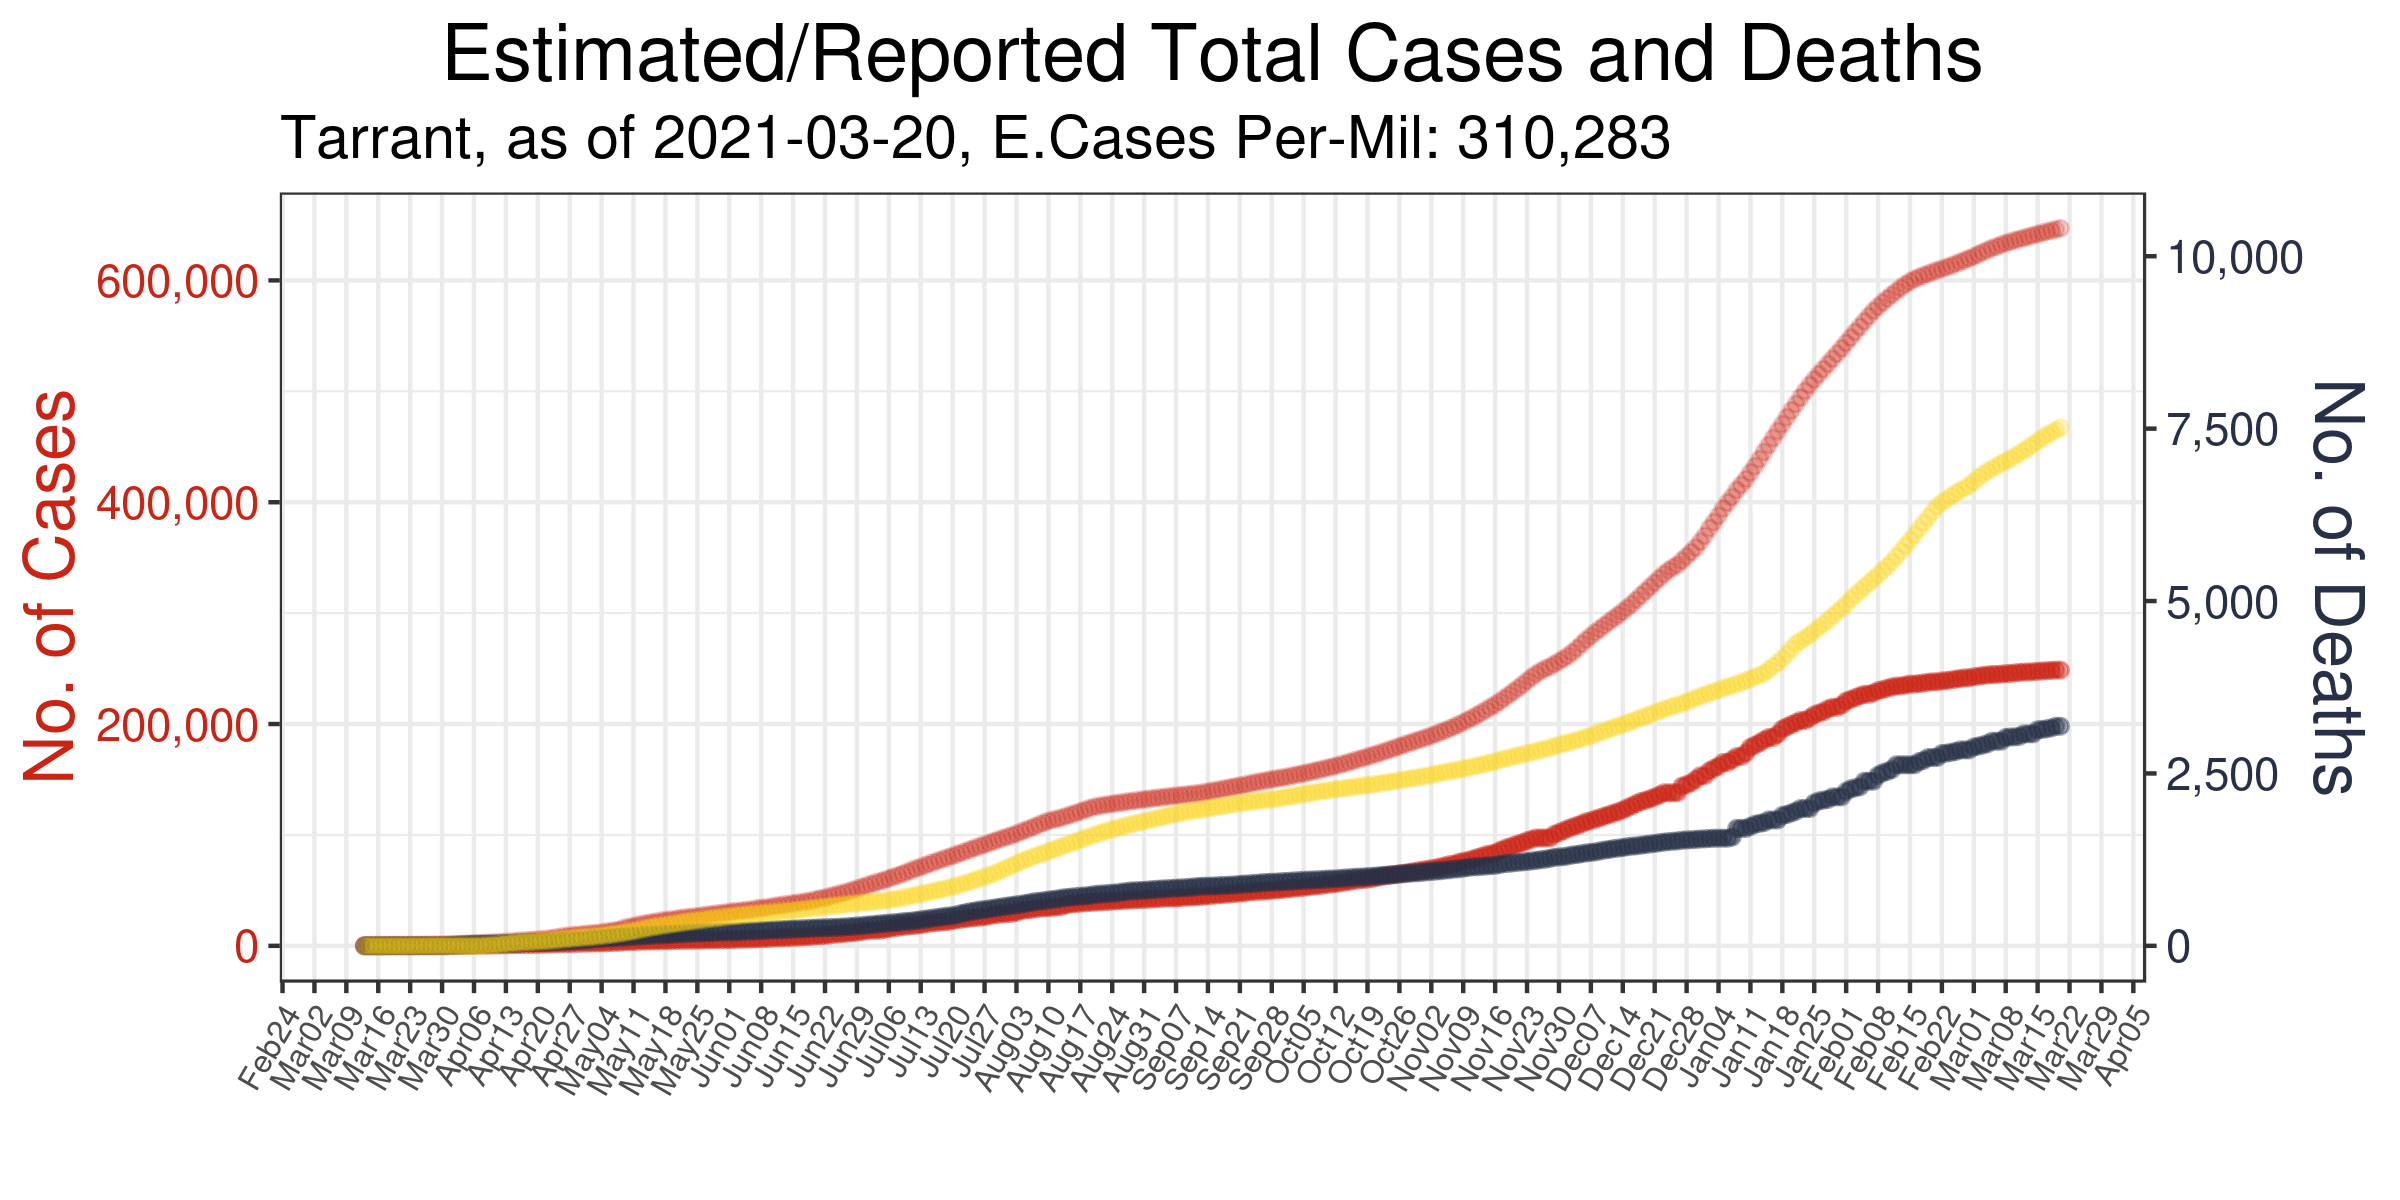 Estimated/Reported Total Cases and Deaths
Tarrant, as of 2021-03-20, E.Cases Per-Mil: 310,283
No. of Cases
600,000
400,000
200,000
0
10,000
7,500
5,000
2,500
0
No. of Deaths
Feb24
Mar02
Mar09
Mar16
Mar23
Mar30
Apr06
Apr13
Apr20
Apr27
May04
May11
May18
May25
Jun01
Jun08
Jun15
Jun22
Jun29
Jul06
Jul13
Jul20
Jul27
Aug03
Aug10
Aug17
Aug24
Aug31
Sep07
Sep14
Sep21
Sep28
Oct05
Oct12
Oct19
Oct26
Nov02
Nov09
Nov16
Nov23
Nov30
Dec07
Dec14
Dec21
Dec28
Jan04
Jan11
Jan18
Jan25
Feb01
Feb08
Feb15
Feb22
Mar01
Mar08
Mar15
Mar22
Mar29
Apr05